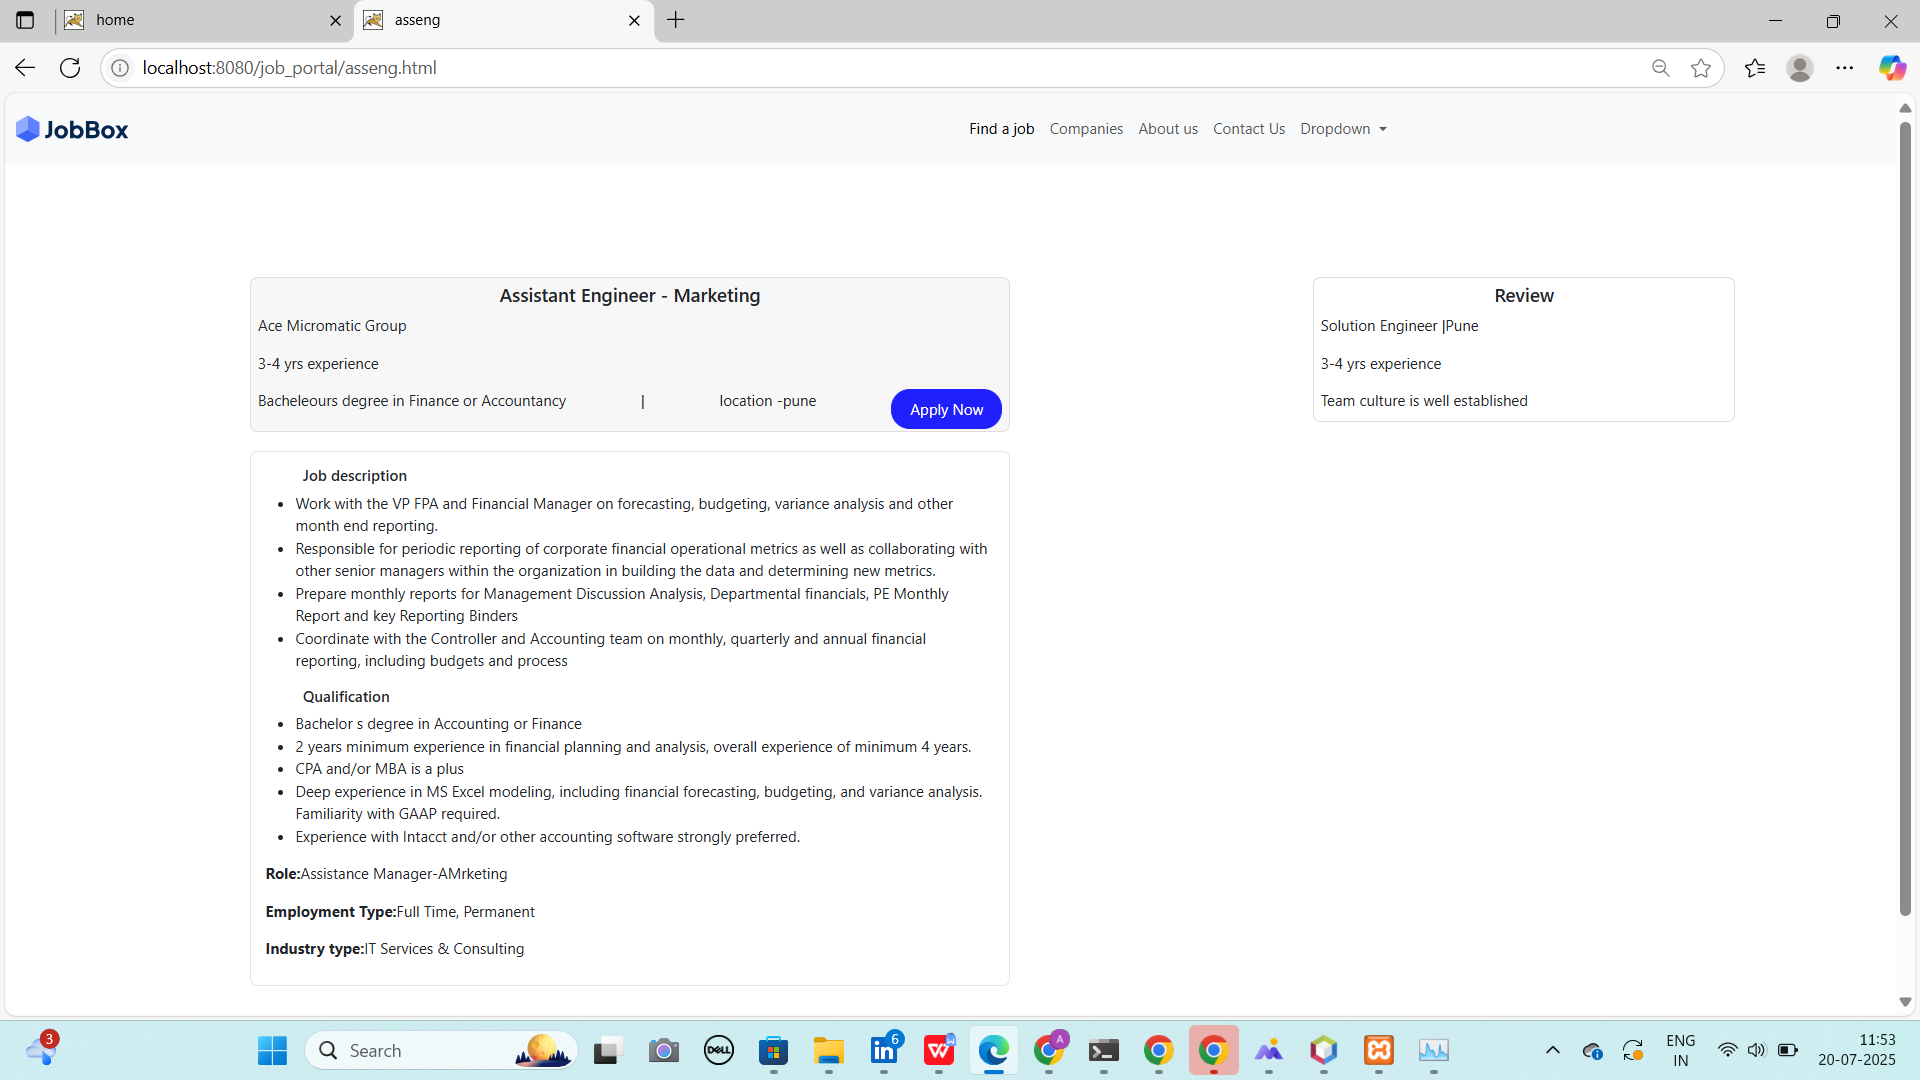 home
asseng
localhost:8080/job_portal/asseng.html
JobBox
Find a job Companies About us Contact Us Dropdown
Assistant Engineer - Marketing
Ace Micromatic Group
3-4 yrs experience
Bacheleours degree in Finance or Accountancy | location -pune
Apply Now
Review
Solution Engineer |Pune
3-4 yrs experience
Team culture is well established
Job description
Work with the VP FPA and Financial Manager on forecasting, budgeting, variance analysis and other
month end reporting.
Responsible for periodic reporting of corporate financial operational metrics as well as collaborating with
other senior managers within the organization in building the data and determining new metrics.
Prepare monthly reports for Management Discussion Analysis, Departmental financials, PE Monthly
Report and key Reporting Binders
Coordinate with the Controller and Accounting team on monthly, quarterly and annual financial
reporting, including budgets and process
Qualification
Bachelor s degree in Accounting or Finance
2 years minimum experience in financial planning and analysis, overall experience of minimum 4 years.
CPA and/or MBA is a plus
Deep experience in MS Excel modeling, including financial forecasting, budgeting, and variance analysis.
Familiarity with GAAP required.
Experience with Intacct and/or other accounting software strongly preferred.
Role:Assistance Manager-AMrketing
Employment Type:Full Time, Permanent
Industry type:IT Services & Consulting
3
Search
DELL
6
A
ENG
IN
11:53
20-07-2025